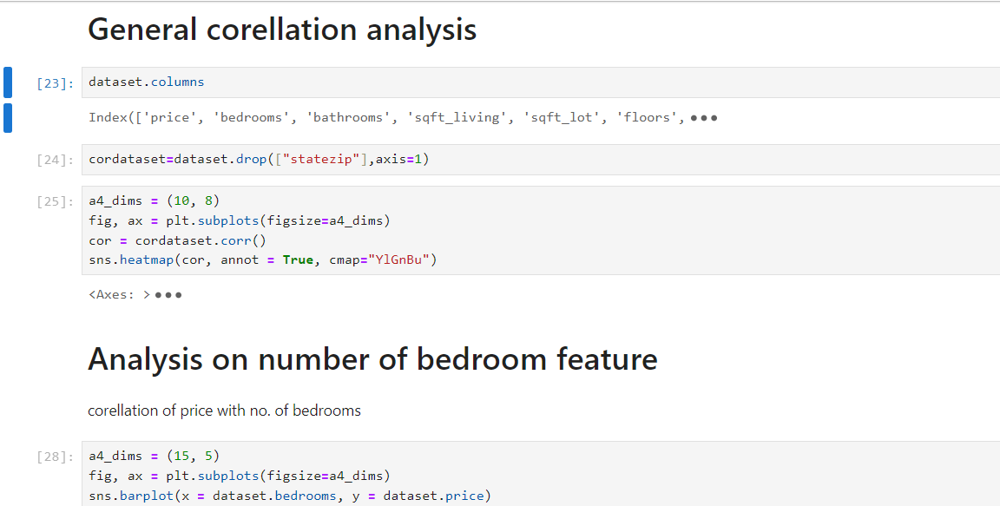 General corellation analysis
[23]: dataset.columns
Index(['price', 'bedrooms', 'bathrooms', 'sqft_living', 'sqft_lot', 'floors', •••
[24]: cordataset=dataset.drop(["statezip"],axis=1)
[25]: a4_dims = (10, 8)
fig, ax = plt.subplots(figsize=a4_dims)
cor = cordataset.corr()
sns.heatmap(cor, annot = True, cmap="YlGnBu")
<Axes: > •••
Analysis on number of bedroom feature
corellation of price with no. of bedrooms
[28]: a4_dims = (15, 5)
fig, ax = plt.subplots(figsize=a4_dims)
sns.barplot(x = dataset.bedrooms, y = dataset.price)